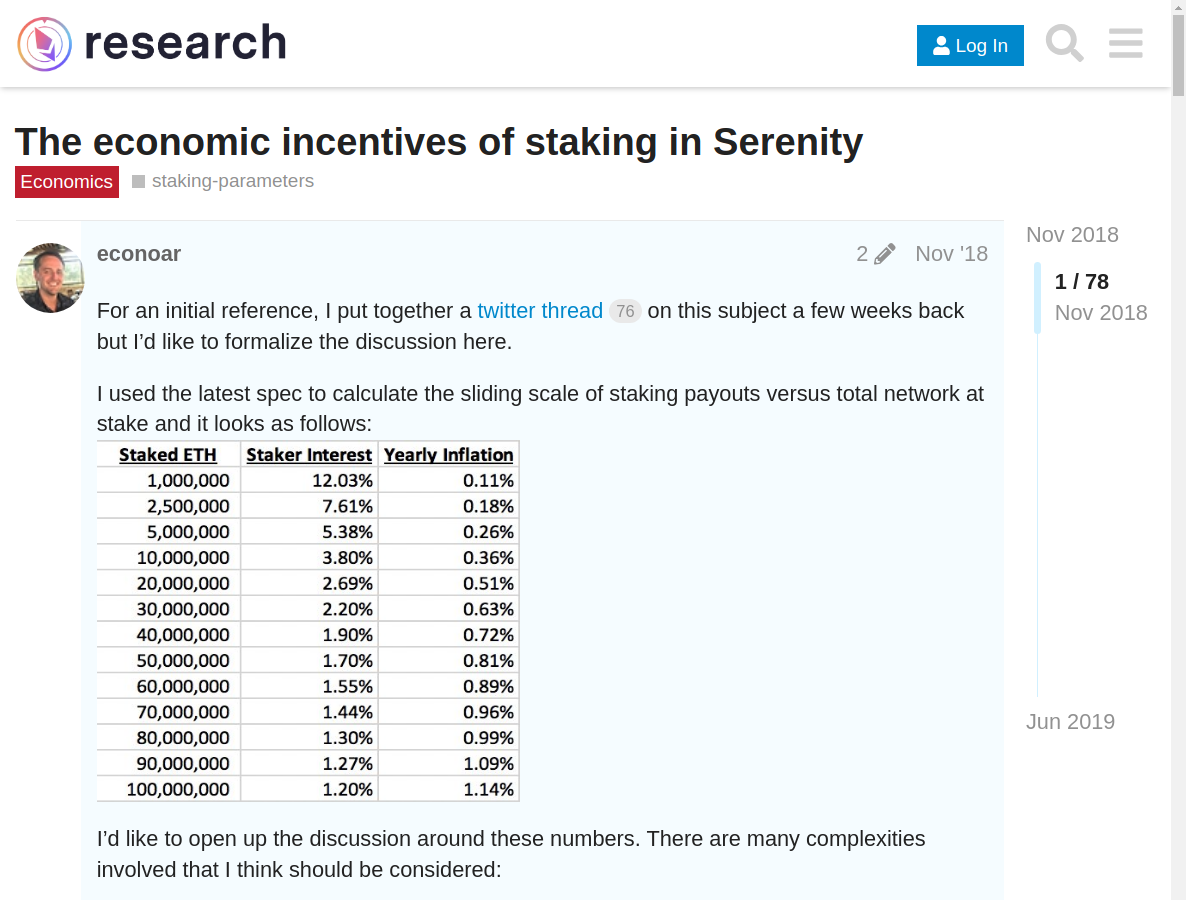 research
Log In
The economic incentives of staking in Serenity
Economics staking-parameters
econoar 2 Nov '18
For an initial reference, I put together a twitter thread 76 on this subject a few weeks back
but I’d like to formalize the discussion here.
I used the latest spec to calculate the sliding scale of staking payouts versus total network at
stake and it looks as follows:
Staked ETH Staker Interest Yearly Inflation
1,000,000 12.03% 0.11%
2,500,000 7.61% 0.18%
5,000,000 5.38% 0.26%
10,000,000 3.80% 0.36%
20,000,000 2.69% 0.51%
30,000,000 2.20% 0.63%
40,000,000 1.90% 0.72%
50,000,000 1.70% 0.81%
60,000,000 1.55% 0.89%
70,000,000 1.44% 0.96%
80,000,000 1.30% 0.99%
90,000,000 1.27% 1.09%
100,000,000 1.20% 1.14%
I’d like to open up the discussion around these numbers. There are many complexities
involved that I think should be considered:
Nov 2018
1 / 78
Nov 2018
Jun 2019